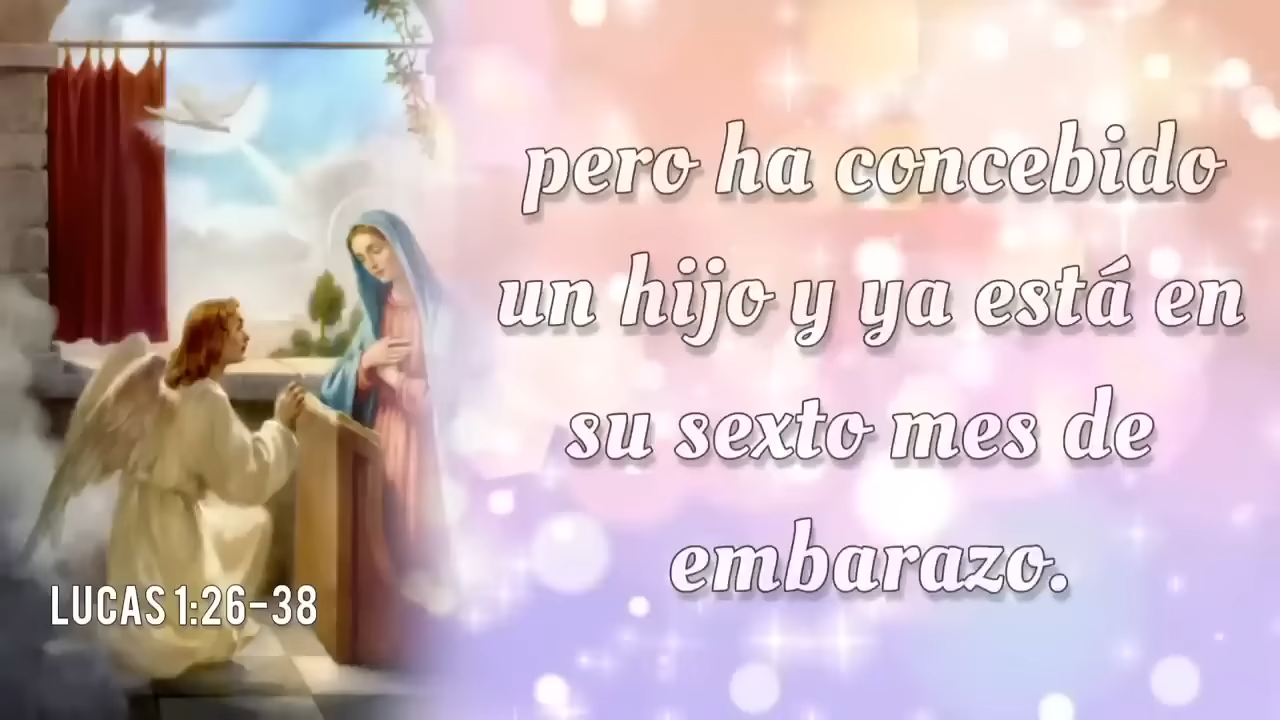 pero ha concebido
un hijo y ya está en
su sexto mes de
embarazo.
LUCAS 1:26-38